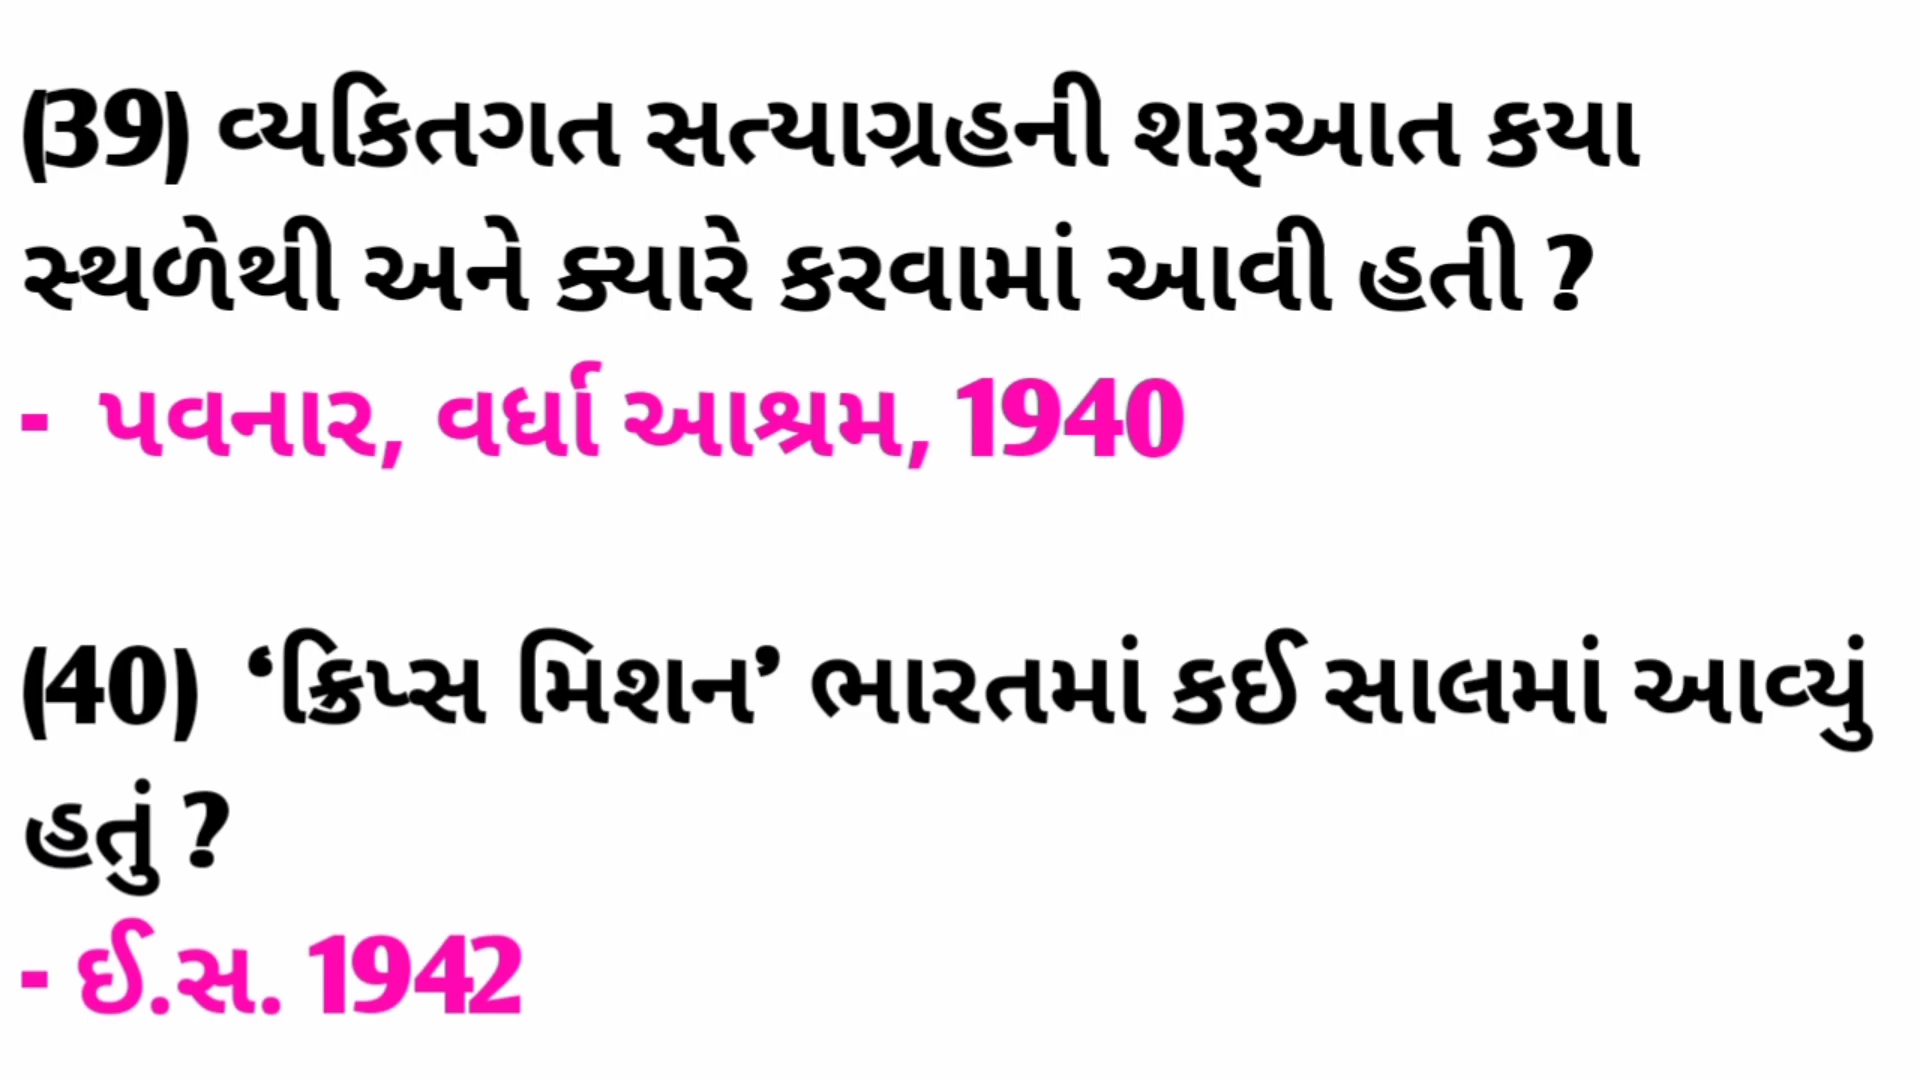 (39) વ્યકિતગત સત્યાગ્રહની શરૂઆત કયા
સ્થળેથી અને ક્યારે કરવામાં આવી હતી ?
- પવનાર, વર્ધા આશ્રમ, 1940
(40) ‘ક્રિપ્સ મિશન’ ભારતમાં કઈ સાલમાં આવ્યું
હતું ?
- ઈ.સ. 1942